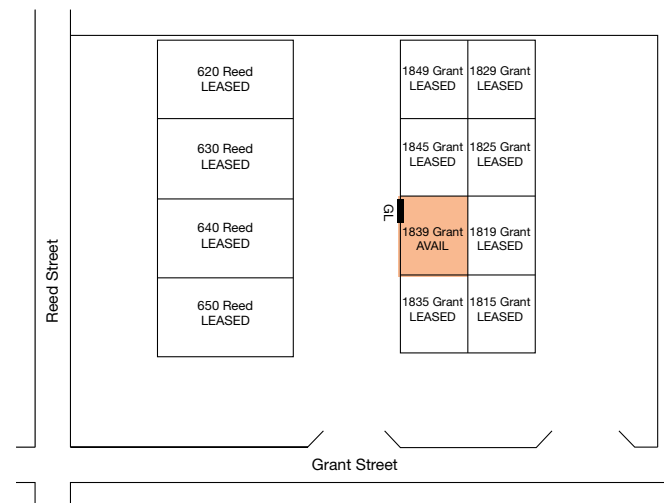 620 Reed
LEASED
1849 Grant
LEASED
1829 Grant
LEASED
630 Reed
LEASED
1845 Grant
LEASED
1825 Grant
LEASED
GL
640 Reed
LEASED
1839 Grant
AVAIL
1819 Grant
LEASED
650 Reed
LEASED
1835 Grant
LEASED
1815 Grant
LEASED
Reed Street
Grant Street